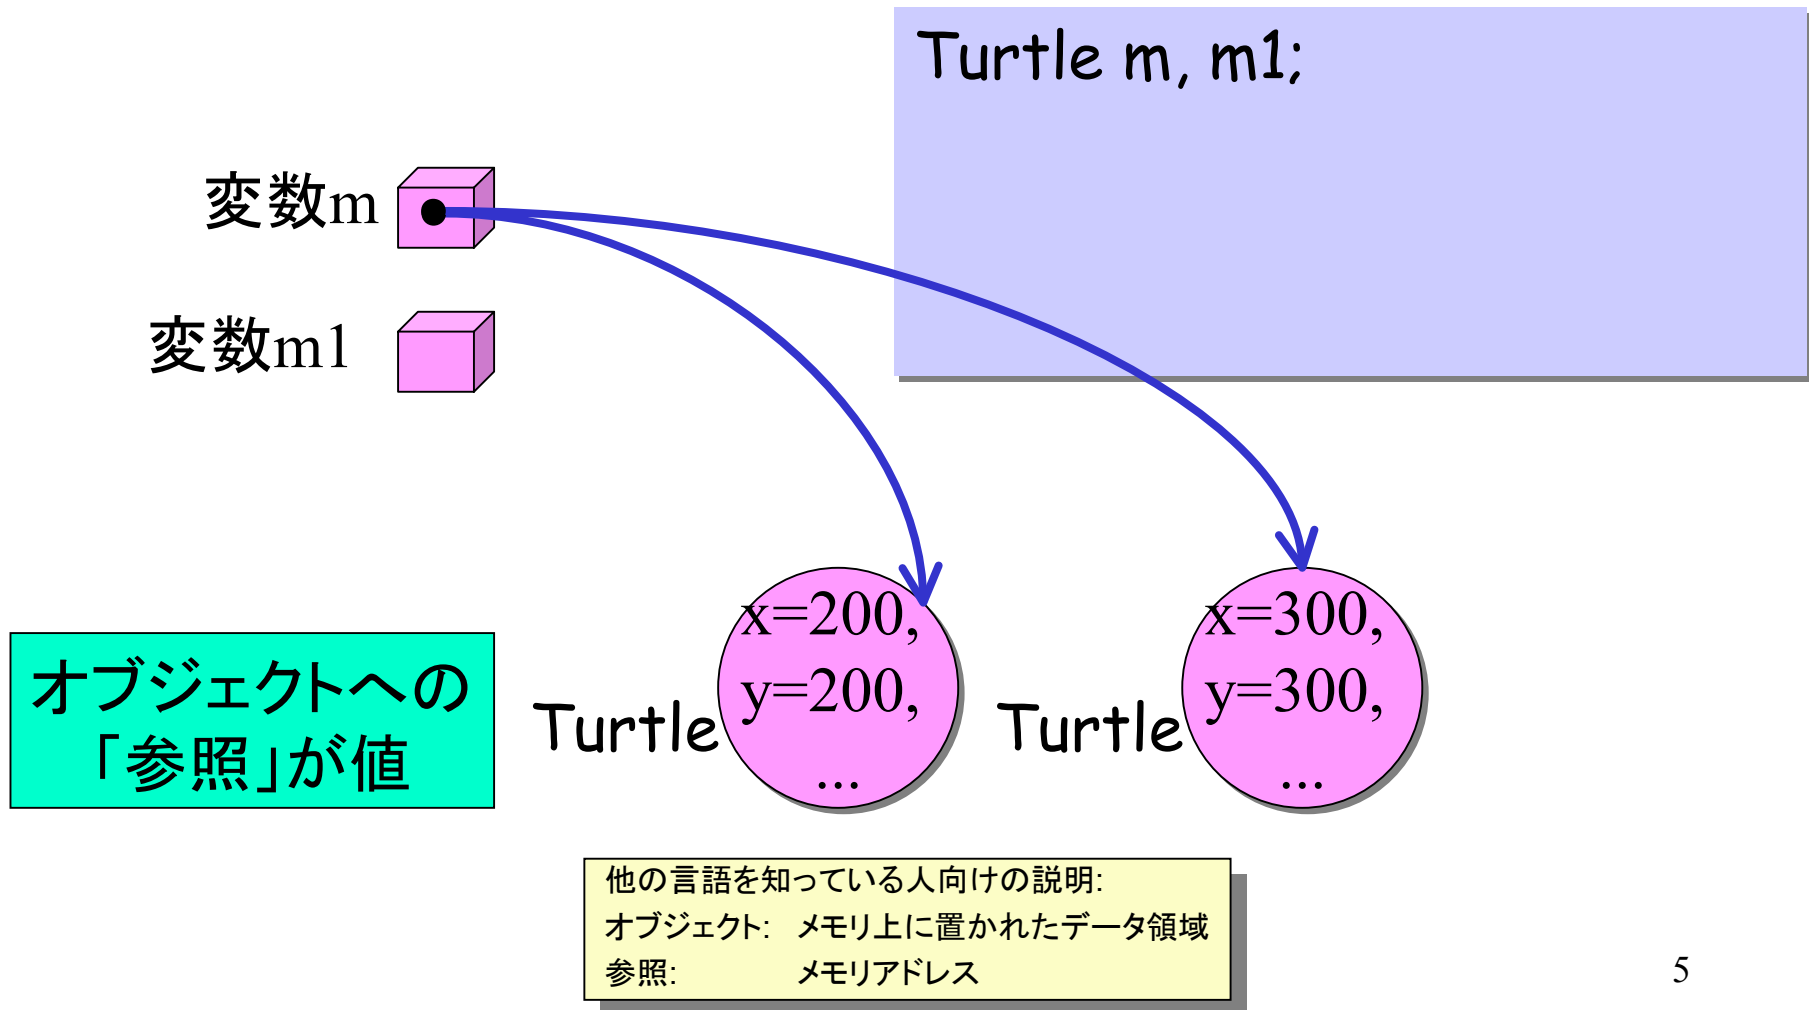 Turtle m, m1;
変数m
変数m1
オブジェクトへの
「参照」が値
Turtle
x=200,
y=200,
...
Turtle
x=300,
y=300,
...
他の言語を知っている人向けの説明:
オブジェクト: メモリ上に置かれたデータ領域
参照: メモリアドレス
5